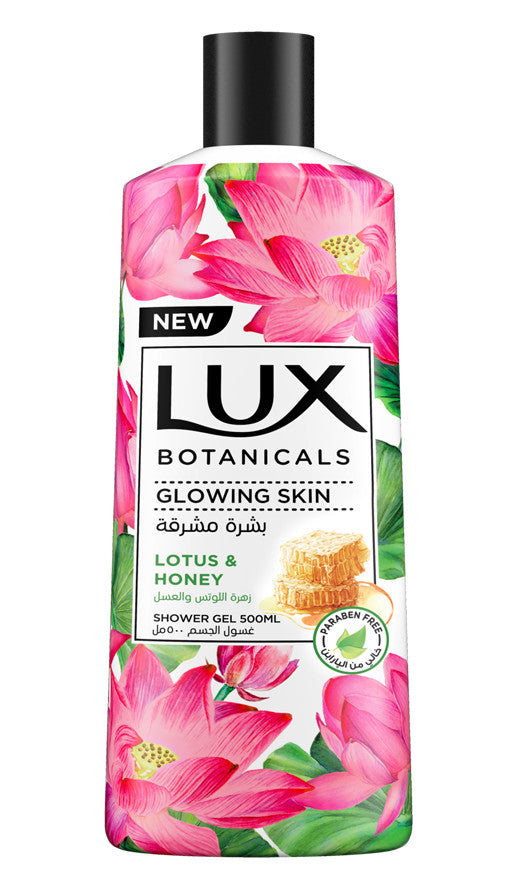 NEW
LUX
BOTANICALS
GLOWING SKIN
بشرة مشرقة
LOTUS &
HONEY
زهرة اللوتس والعسل
SHOWER GEL 500ML
غسول الجسم ٥٠٠مل
PARABEN FREE
خالي من البارابن